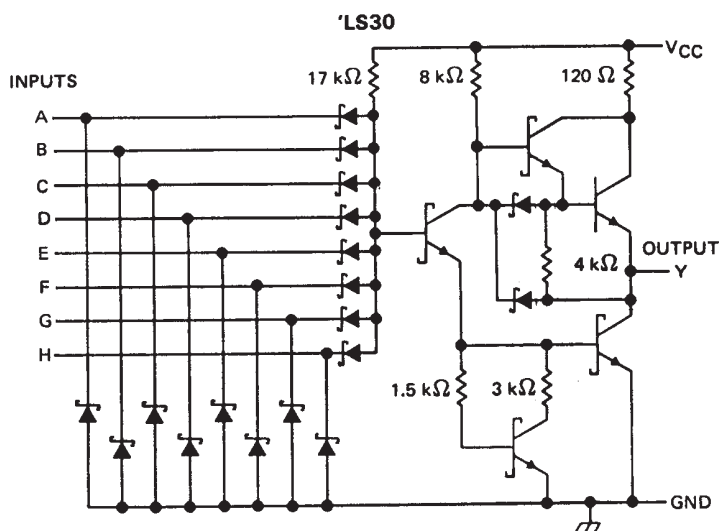 'LS30
VCC
17 kΩ 8 kΩ 120 Ω
INPUTS
A
B
C
D
E
F
G
H
4 kΩ
OUTPUT
Y
1.5 kΩ 3 kΩ
GND